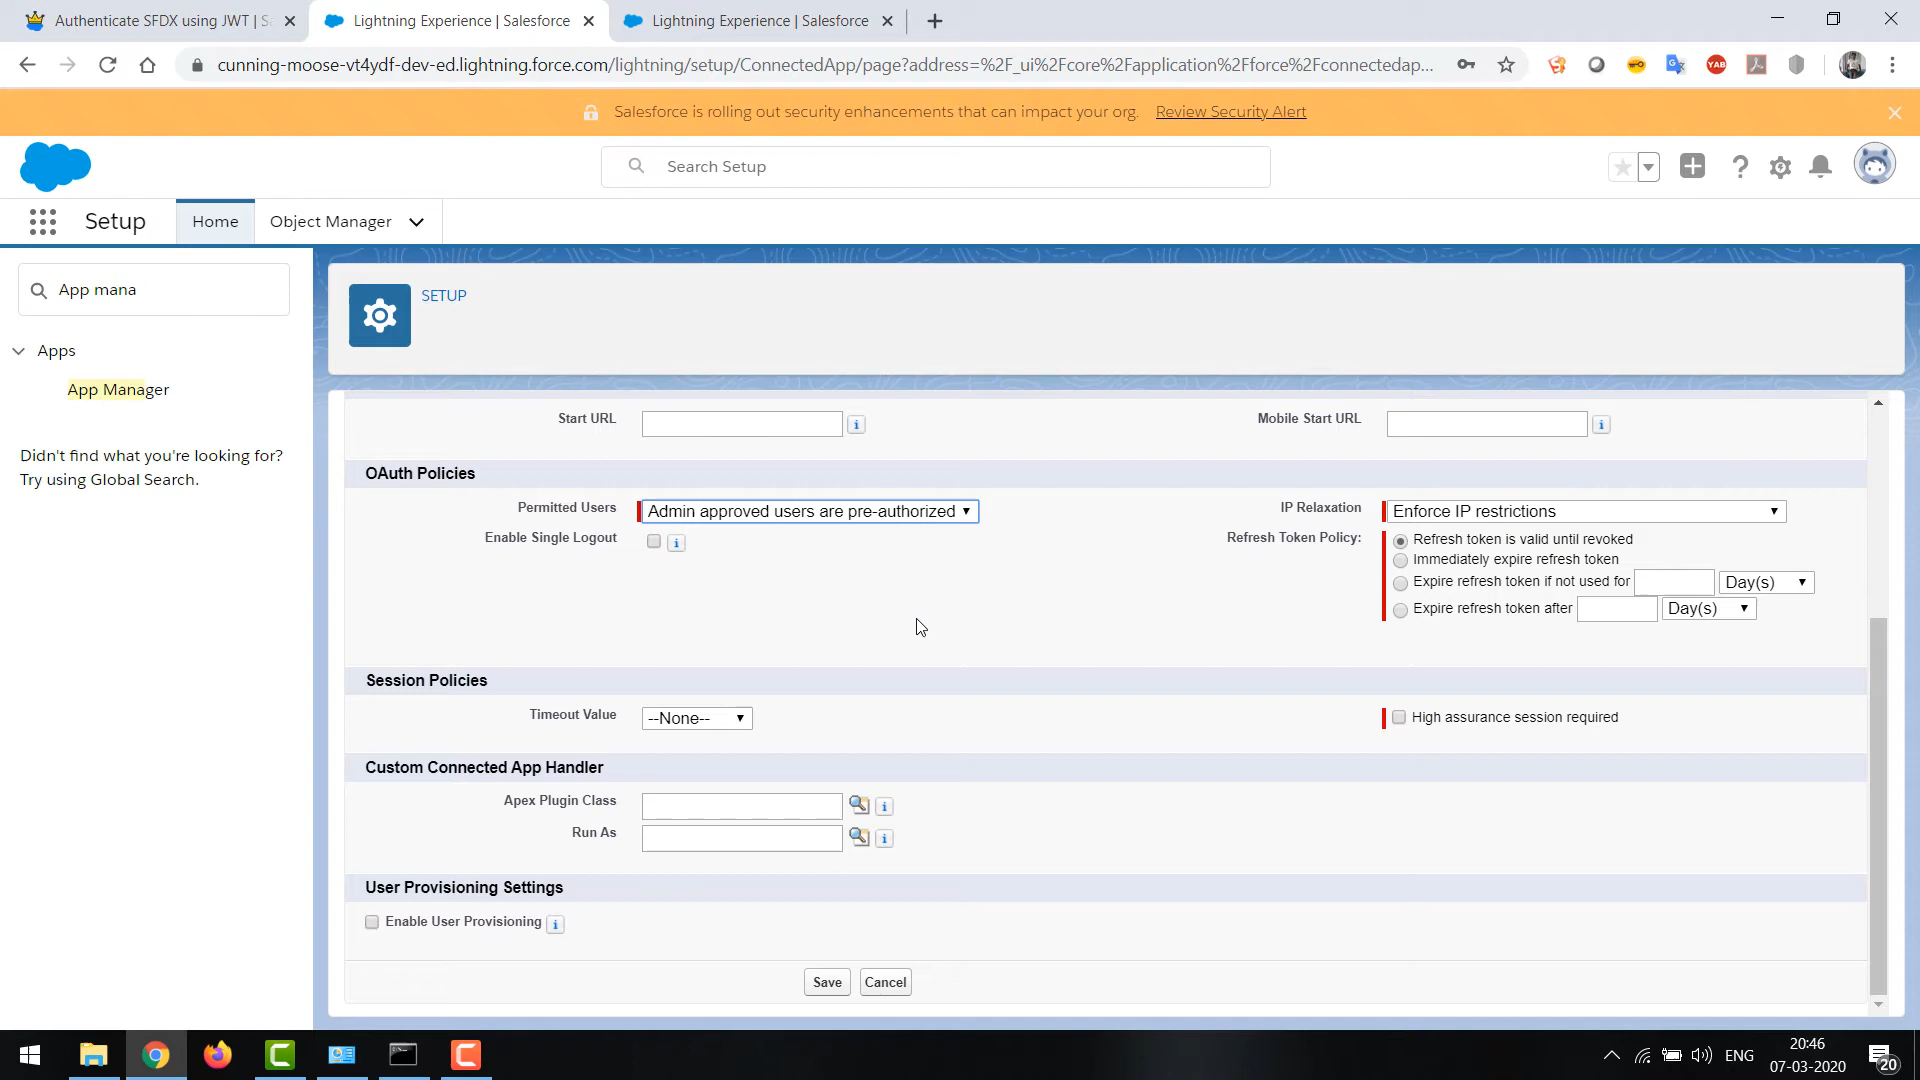 Authenticate SFDX using JWT | S
Lightning Experience | Salesforce
Lightning Experience | Salesforce
cunning-moose-vt4ydf-dev-ed.lightning.force.com/lightning/setup/ConnectedApp/page?address=%2F_ui%2Fcore%2Fapplication%2Fforce%2Fconnectedap...
YAB
Salesforce is rolling out security enhancements that can impact your org. Review Security Alert
Search Setup
Setup
Home
Object Manager
App mana
SETUP
Apps
App Manager
Didn't find what you're looking for?
Try using Global Search.
Start URL
Mobile Start URL
OAuth Policies
Permitted Users
Admin approved users are pre-authorized
IP Relaxation
Enforce IP restrictions
Enable Single Logout
Refresh Token Policy:
Refresh token is valid until revoked
Immediately expire refresh token
Expire refresh token if not used for
Day(s)
Expire refresh token after
Day(s)
Session Policies
Timeout Value
--None--
High assurance session required
Custom Connected App Handler
Apex Plugin Class
Run As
User Provisioning Settings
Enable User Provisioning
Save
Cancel
ENG
20:46
07-03-2020
20